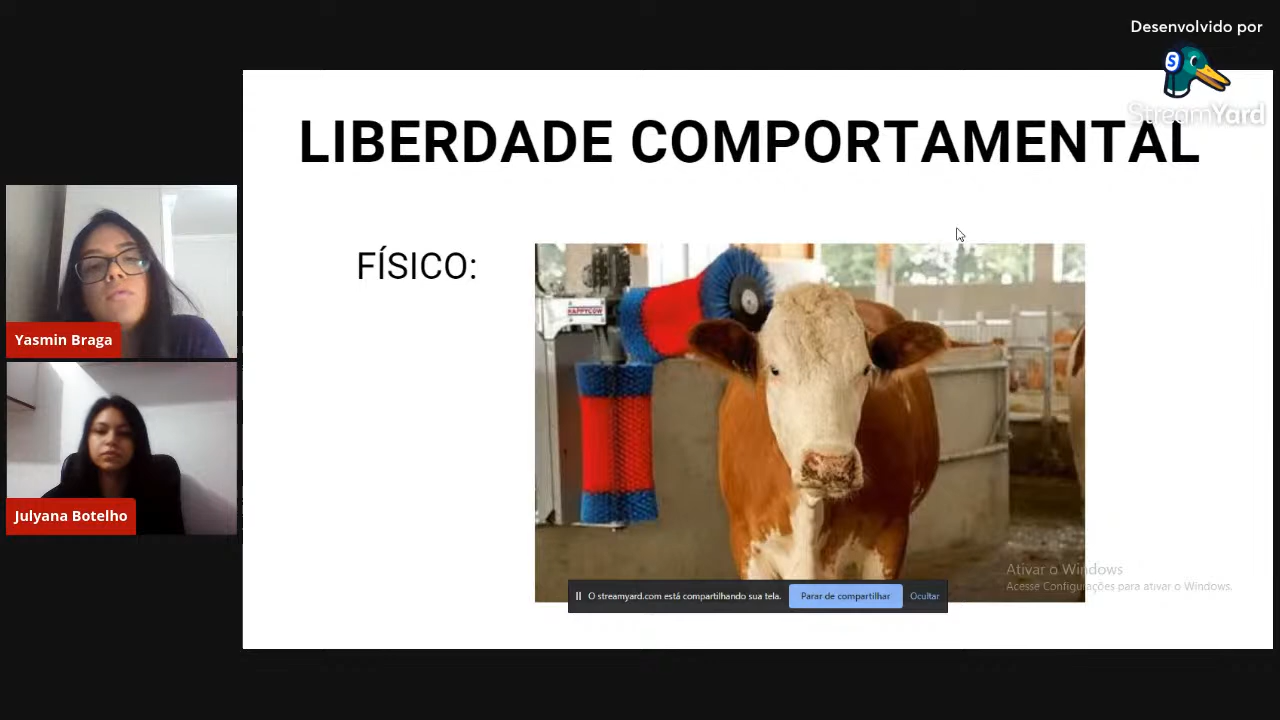 Desenvolvido por
StreamYard
LIBERDADE COMPORTAMENTAL
FÍSICO:
HAPPYCOW
Yasmin Braga
Julyana Botelho
Ativar o Windows
Acesse Configurações para ativar o Windows.
O streamyard.com está compartilhando sua tela.
Parar de compartilhar
Ocultar